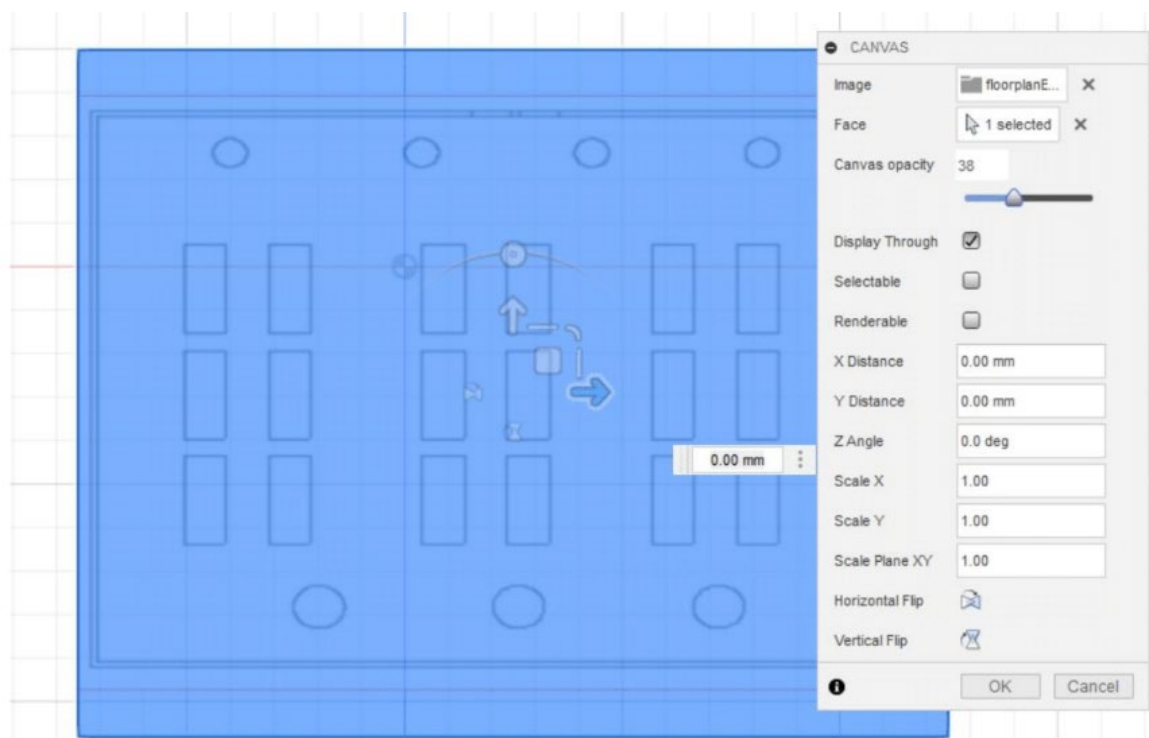 CANVAS
Image floorplanE...
Face 1 selected
Canvas opacity 38
Display Through
Selectable
Renderable
X Distance 0.00 mm
Y Distance 0.00 mm
Z Angle 0.0 deg
0.00 mm
Scale X 1.00
Scale Y 1.00
Scale Plane XY 1.00
Horizontal Flip
Vertical Flip
OK Cancel